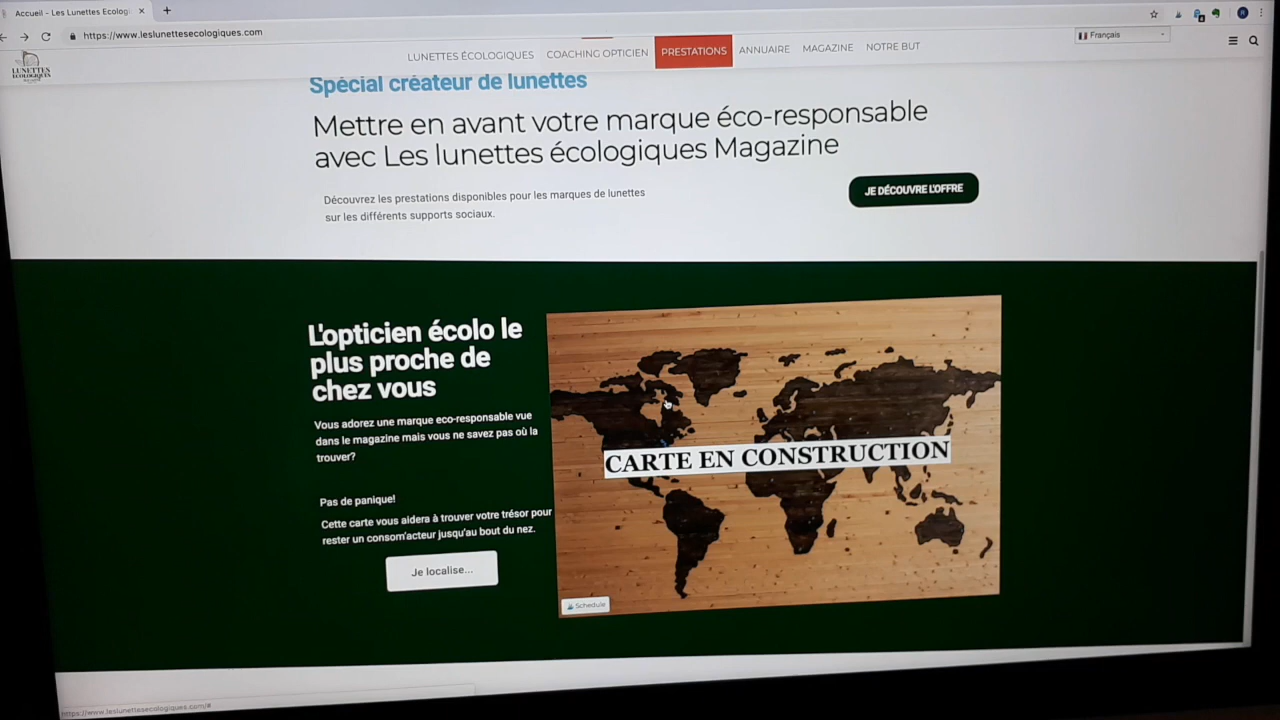 Accueil - Les Lunettes Ecologi
https://www.leslunettesecologiques.com
LUNETTES
ÉCOLOGIQUES
LUNETTES ÉCOLOGIQUES COACHING OPTICIEN PRESTATIONS ANNUAIRE MAGAZINE NOTRE BUT
Français
Spécial créateur de lunettes
Mettre en avant votre marque éco-responsable
avec Les lunettes écologiques Magazine
Découvrez les prestations disponibles pour les marques de lunettes
sur les différents supports sociaux.
JE DÉCOUVRE L'OFFRE
L'opticien écolo le
plus proche de
chez vous
Vous adorez une marque eco-responsable vue
dans le magazine mais vous ne savez pas où la
trouver?
Pas de panique!
Cette carte vous aidera à trouver votre trésor pour
rester un consom'acteur jusqu'au bout du nez.
Je localise...
CARTE EN CONSTRUCTION
Schedule
https://www.leslunettesecologiques.com/#